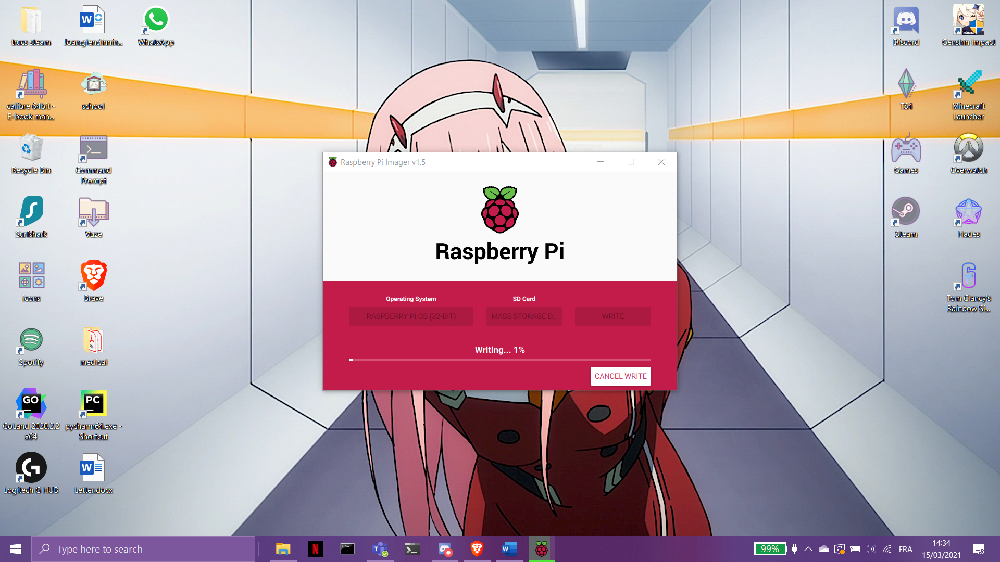 trucs steam
Joan.glendinnin...
WhatsApp
calibre 64bit -
E-book man...
school
Recycle Bin
Command
Prompt
Surfshark
Vuze
icons
Brave
Spotify
medical
GO
GoLand 2020.2.2
x64
PC
pycharm64.exe -
Shortcut
Logitech G HUB
Letter.docx
Discord
Genshin Impact
TS4
Minecraft
Launcher
Games
Overwatch
Steam
Hades
Tom Clancy's
Rainbow Si...
Raspberry Pi Imager v1.5
Raspberry Pi
Operating System
SD Card
RASPBERRY PI OS (32-BIT)
MASS STORAGE D...
WRITE
Writing... 1%
CANCEL WRITE
Type here to search
99%
FRA
14:34
15/03/2021